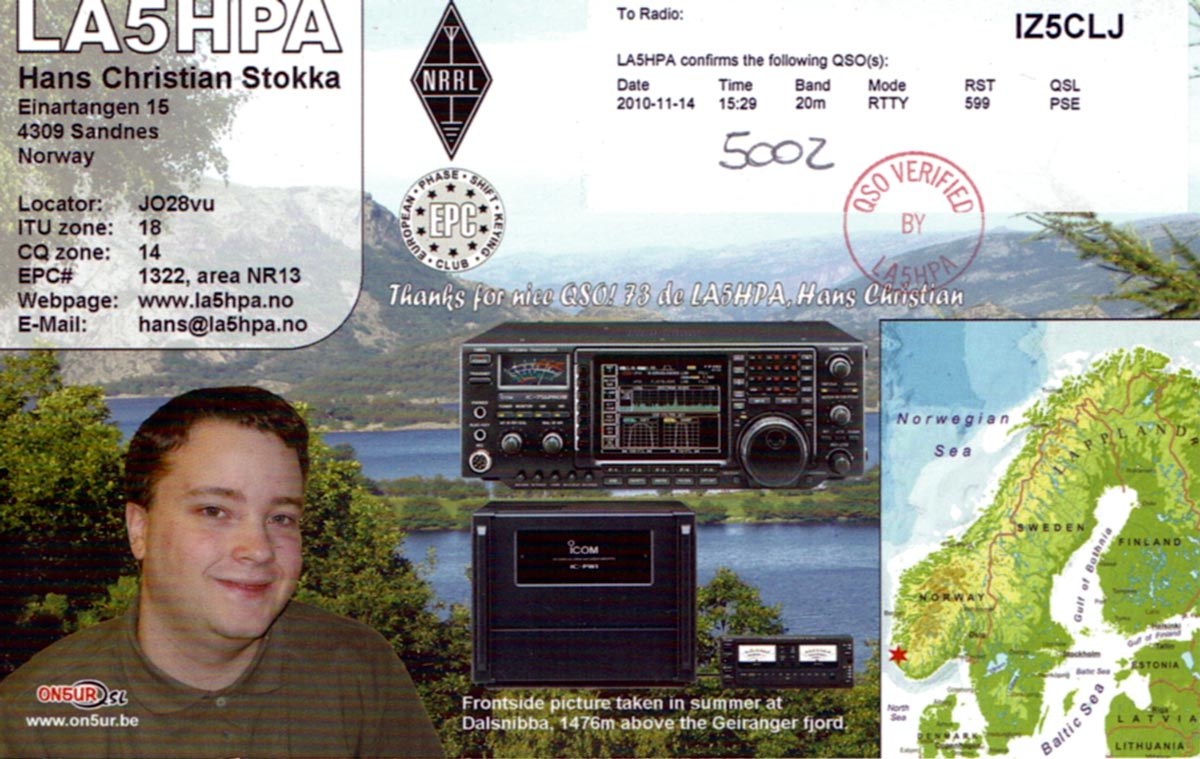 LA5HPA
Hans Christian Stokka
Einartangen 15
4309 Sandnes
Norway
Locator: JO28vu
ITU zone: 18
CQ zone: 14
EPC# 1322, area NR13
Webpage: www.la5hpa.no
E-Mail: hans@la5hpa.no
NRRL
EUROPEAN • PHASE • SHIFT • KEYING • CLUB •
EPC
To Radio: IZ5CLJ
LA5HPA confirms the following QSO(s):
Date Time Band Mode RST QSL
2010-11-14 15:29 20m RTTY 599 PSE
5002
QSO VERIFIED
BY
LA5HPA
Thanks for nice QSO! 73 de LA5HPA, Hans Christian
ICOM
IC-PW1
Frontside picture taken in summer at
Dalsnibba, 1476m above the Geiranger fjord.
ON5UR QSL
www.on5ur.be
Norwegian
Sea
LAPPLAND
SWEDEN
FINLAND
Gulf of Bothnia
NORWAY
Helsinki
Gulf of Finland
Stockholm
Baltic Sea
ESTONIA
North
Sea
Baltic Sea
LATVIA
DENMARK
LITHUANIA